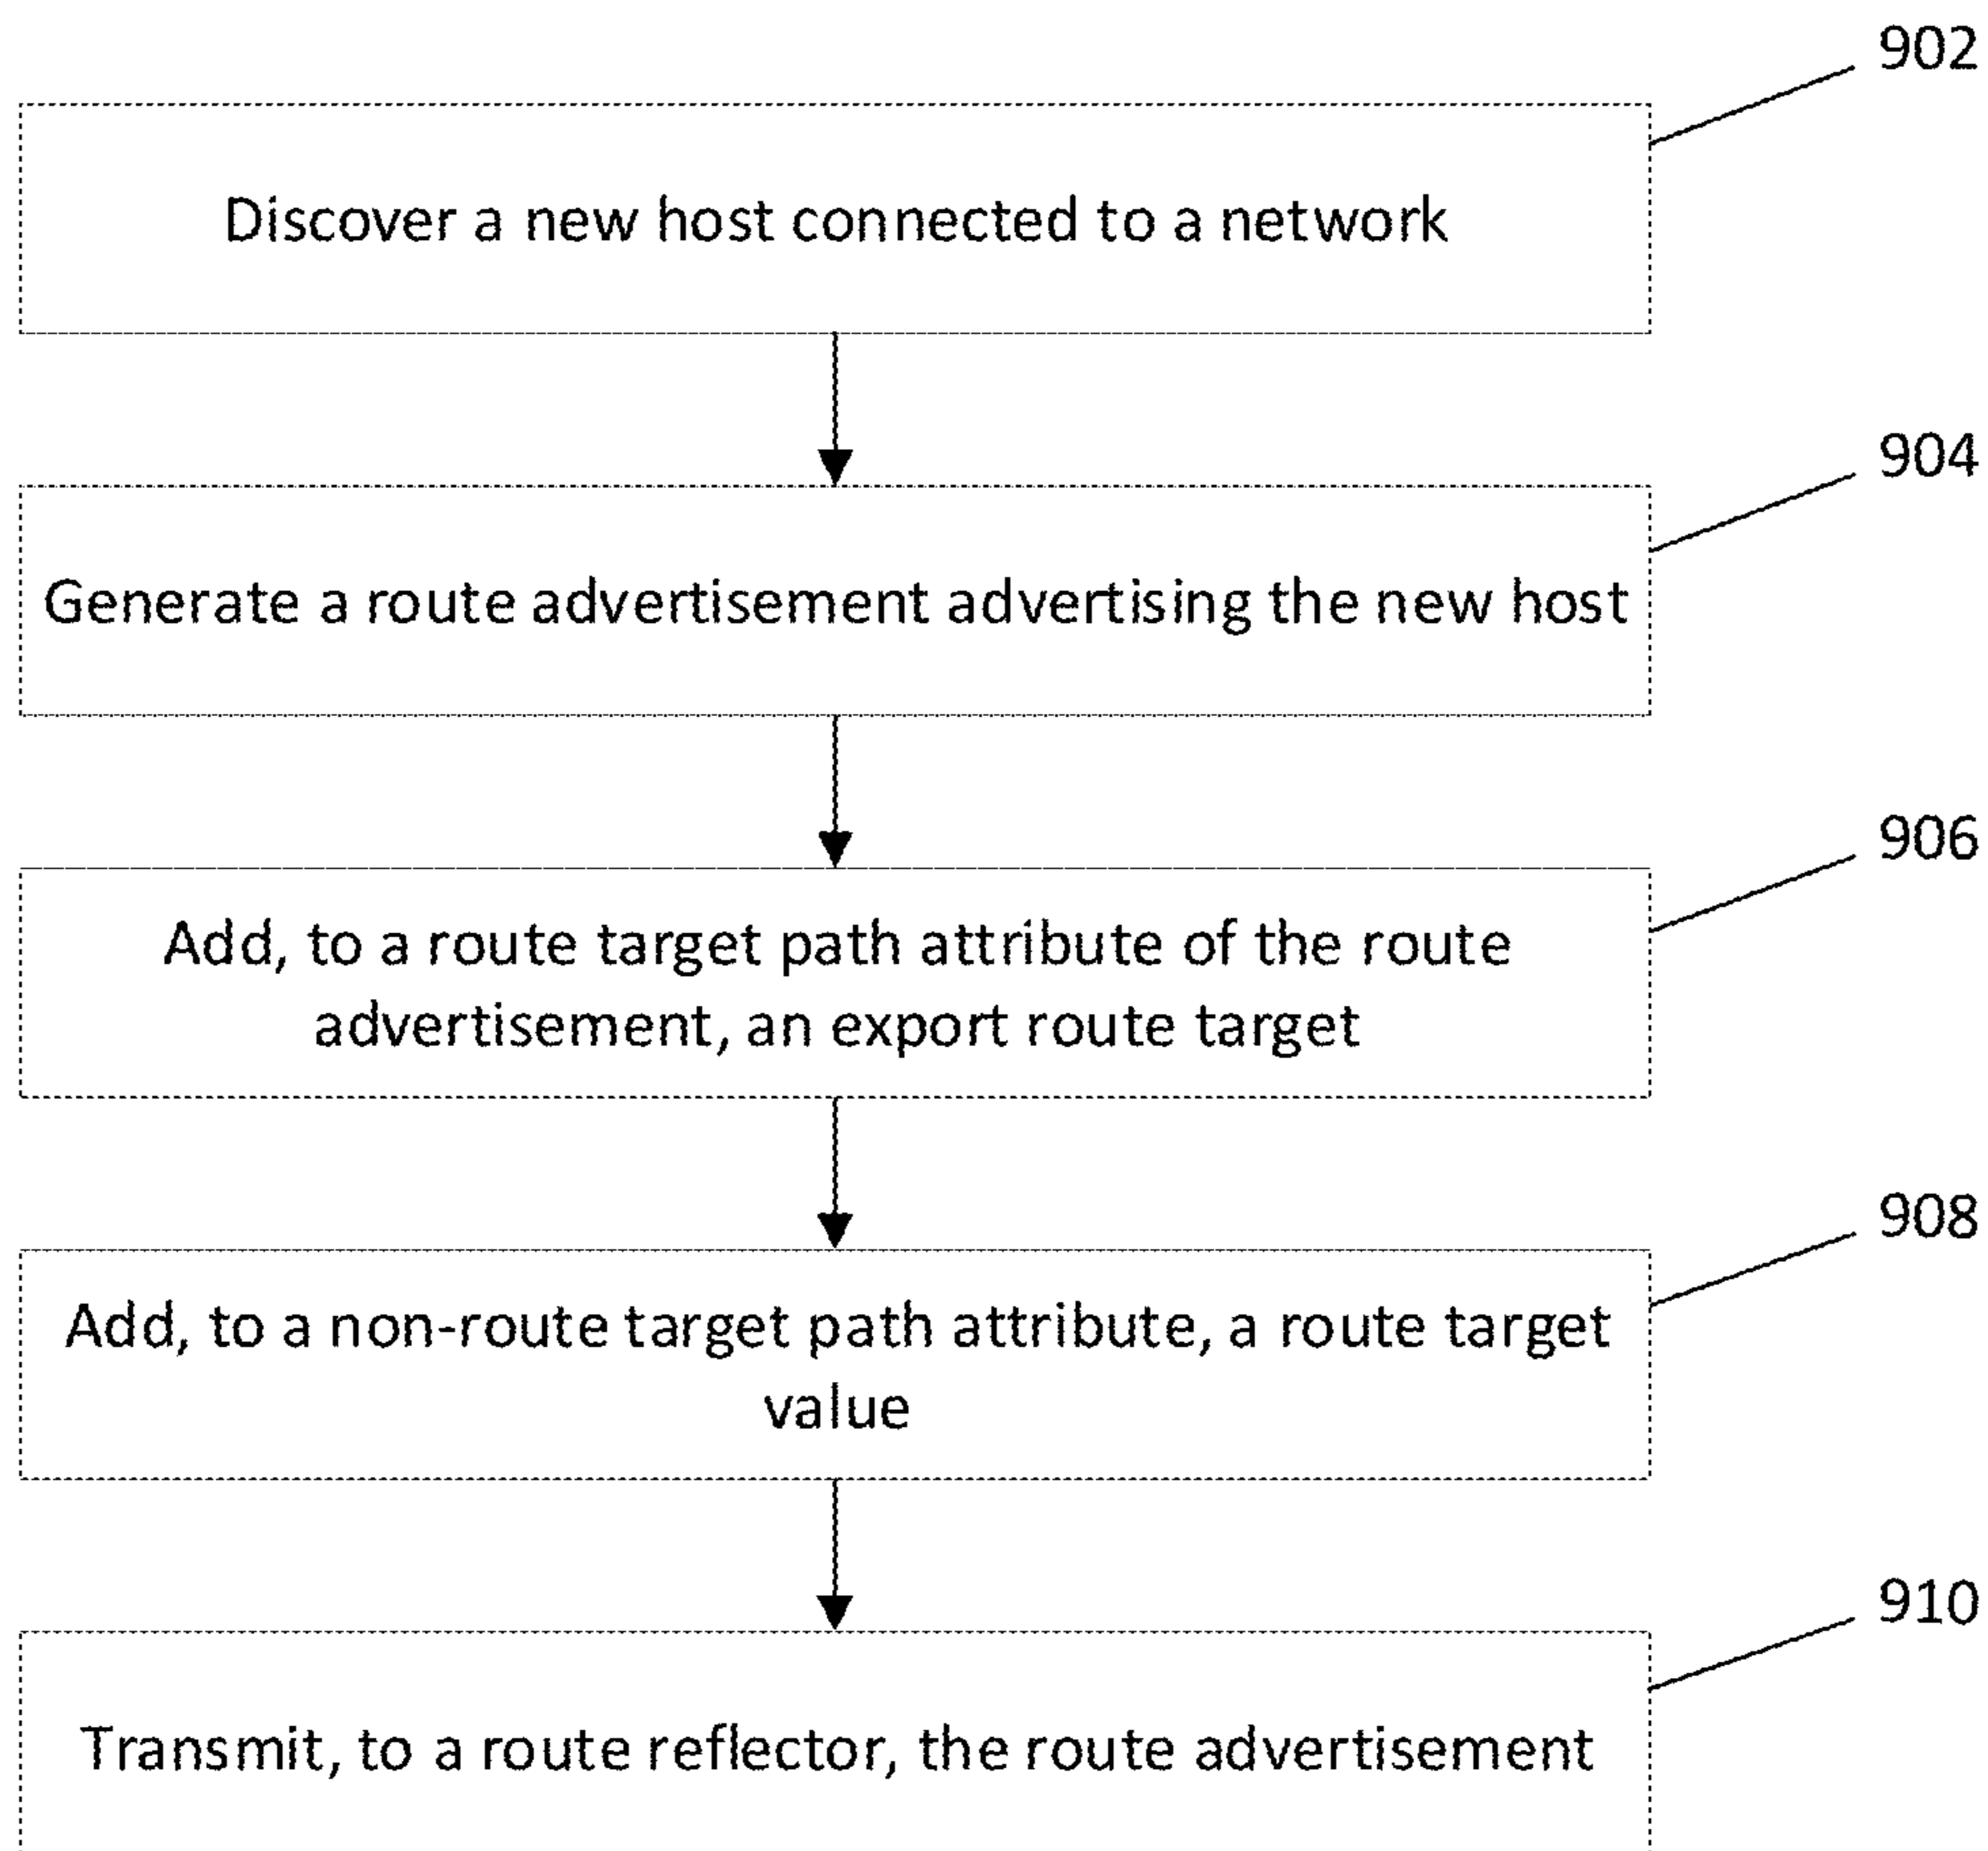 902
Discover a new host connected to a network
904
Generate a route advertisement advertising the new host
906
Add, to a route target path attribute of the route
advertisement, an export route target
908
Add, to a non-route target path attribute, a route target
value
910
Transmit, to a route reflector, the route advertisement